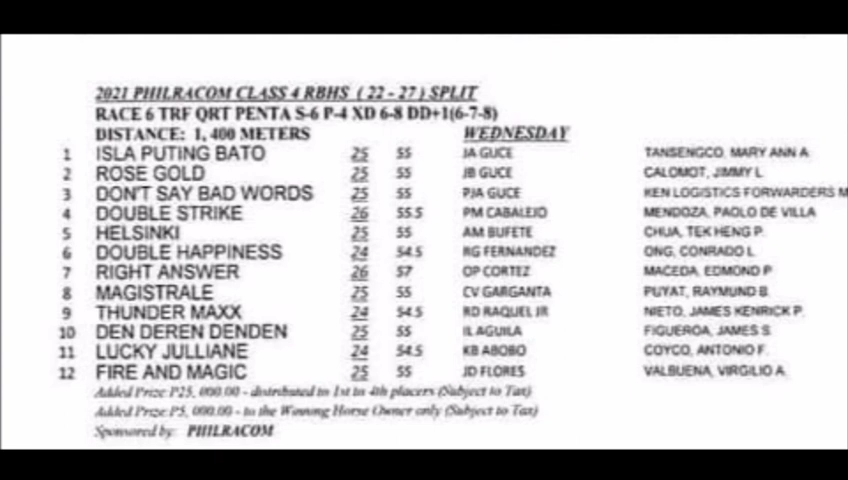 2021 PHILRACOM CLASS 4 RBHS ( 22 - 27 ) SPLIT
RACE 6 TRF QRT PENTA S-6 P-4 XD 6-8 DD+1(6-7-8)
DISTANCE: 1, 400 METERS WEDNESDAY
1 ISLA PUTING BATO 25 55 JA GUCE TANSENGCO, MARY ANN A
2 ROSE GOLD 25 55 JB GUCE CALOMOT, JIMMY L
3 DON'T SAY BAD WORDS 25 55 PJA GUCE KEN LOGISTICS FORWARDERS M
4 DOUBLE STRIKE 26 55.5 PM CABALEJO MENDOZA, PAOLO DE VILLA
5 HELSINKI 25 55 AM BUFETE CHUA, TEK HENG P.
6 DOUBLE HAPPINESS 24 54.5 RG FERNANDEZ ONG, CONRADO L
7 RIGHT ANSWER 26 57 OP CORTEZ MACEDA, EDMOND P
8 MAGISTRALE 25 55 CV GARGANTA PUYAT, RAYMUND B.
9 THUNDER MAXX 24 54.5 RD RAQUEL JR NIETO, JAMES KENRICK P.
10 DEN DEREN DENDEN 25 55 IL AGUILA FIGUEROA, JAMES S
11 LUCKY JULLIANE 24 54.5 KB ABOBO COYCO, ANTONIO F.
12 FIRE AND MAGIC 25 55 JD FLORES VALBUENA, VIRGILIO A.
Added Prize P25, 000.00 - distributed to 1st to 4th placers (Subject to Tax)
Added Prize P5, 000.00 - to the Winning Horse Owner only (Subject to Tax)
Sponsored by: PHILRACOM